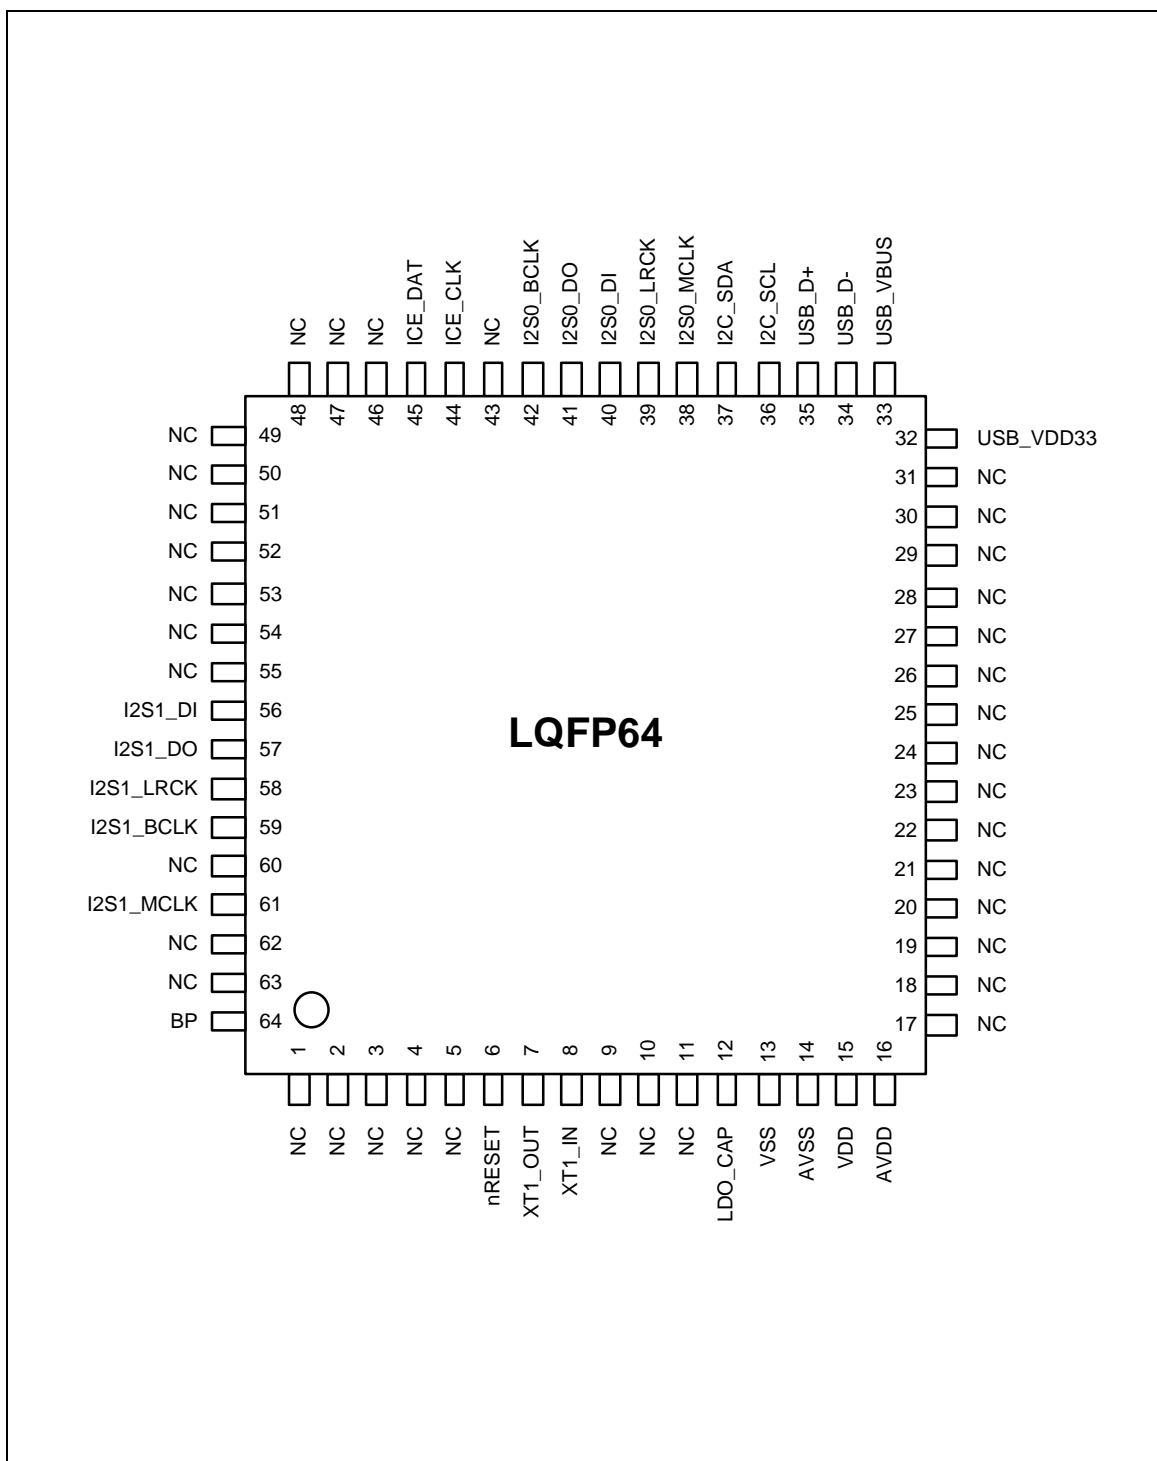 NC NC NC ICE_DAT ICE_CLK NC I2S0_BCLK I2S0_DO I2S0_DI I2S0_LRCK I2S0_MCLK I2C_SDA I2C_SCL USB_D+ USB_D- USB_VBUS
48 47 46 45 44 43 42 41 40 39 38 37 36 35 34 33
NC 49
NC 50
NC 51
NC 52
NC 53
NC 54
NC 55
I2S1_DI 56
I2S1_DO 57
I2S1_LRCK 58
I2S1_BCLK 59
NC 60
I2S1_MCLK 61
NC 62
NC 63
BP 64
LQFP64
32 USB_VDD33
31 NC
30 NC
29 NC
28 NC
27 NC
26 NC
25 NC
24 NC
23 NC
22 NC
21 NC
20 NC
19 NC
18 NC
17 NC
1 2 3 4 5 6 7 8 9 10 11 12 13 14 15 16
NC NC NC NC NC nRESET XT1_OUT XT1_IN NC NC NC LDO_CAP VSS AVSS VDD AVDD